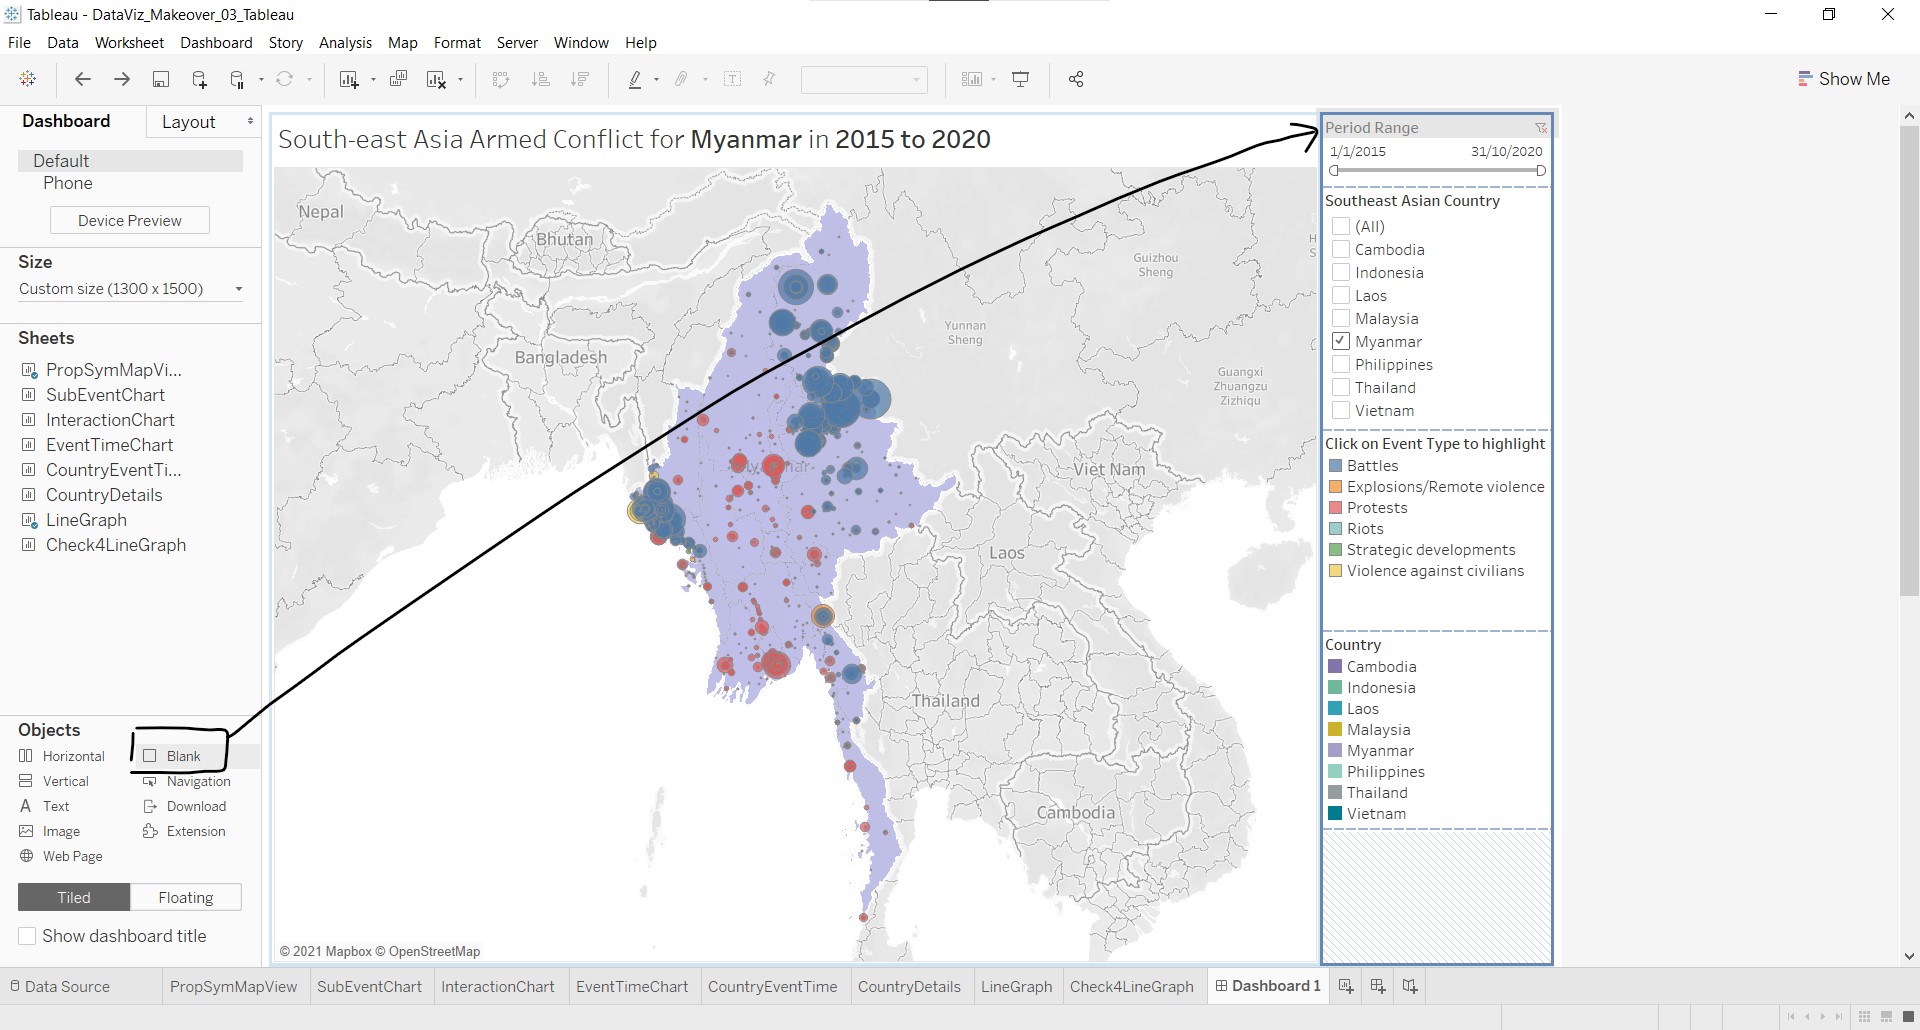 Tableau - DataViz_Makeover_03_Tableau
File Data Worksheet Dashboard Story Analysis Map Format Server Window Help
Show Me
Dashboard
Layout
Default
Phone
Device Preview
Size
Custom size (1300 x 1500)
Sheets
PropSymMapVi...
SubEventChart
InteractionChart
EventTimeChart
CountryEventTi...
CountryDetails
LineGraph
Check4LineGraph
Objects
Horizontal
Blank
Vertical
Navigation
Text
Download
Image
Extension
Web Page
Tiled
Floating
Show dashboard title
South-east Asia Armed Conflict for Myanmar in 2015 to 2020
Nepal
Bhutan
Guizhou
Sheng
Yunnan
Sheng
Bangladesh
Guangxi
Zhuangzu
Zizhiqu
Viet Nam
Laos
Thailand
Cambodia
© 2021 Mapbox © OpenStreetMap
Period Range
1/1/2015
31/10/2020
Southeast Asian Country
(All)
Cambodia
Indonesia
Laos
Malaysia
Myanmar
Philippines
Thailand
Vietnam
Click on Event Type to highlight
Battles
Explosions/Remote violence
Protests
Riots
Strategic developments
Violence against civilians
Country
Cambodia
Indonesia
Laos
Malaysia
Myanmar
Philippines
Thailand
Vietnam
Data Source
PropSymMapView
SubEventChart
InteractionChart
EventTimeChart
CountryEventTime
CountryDetails
LineGraph
Check4LineGraph
Dashboard 1